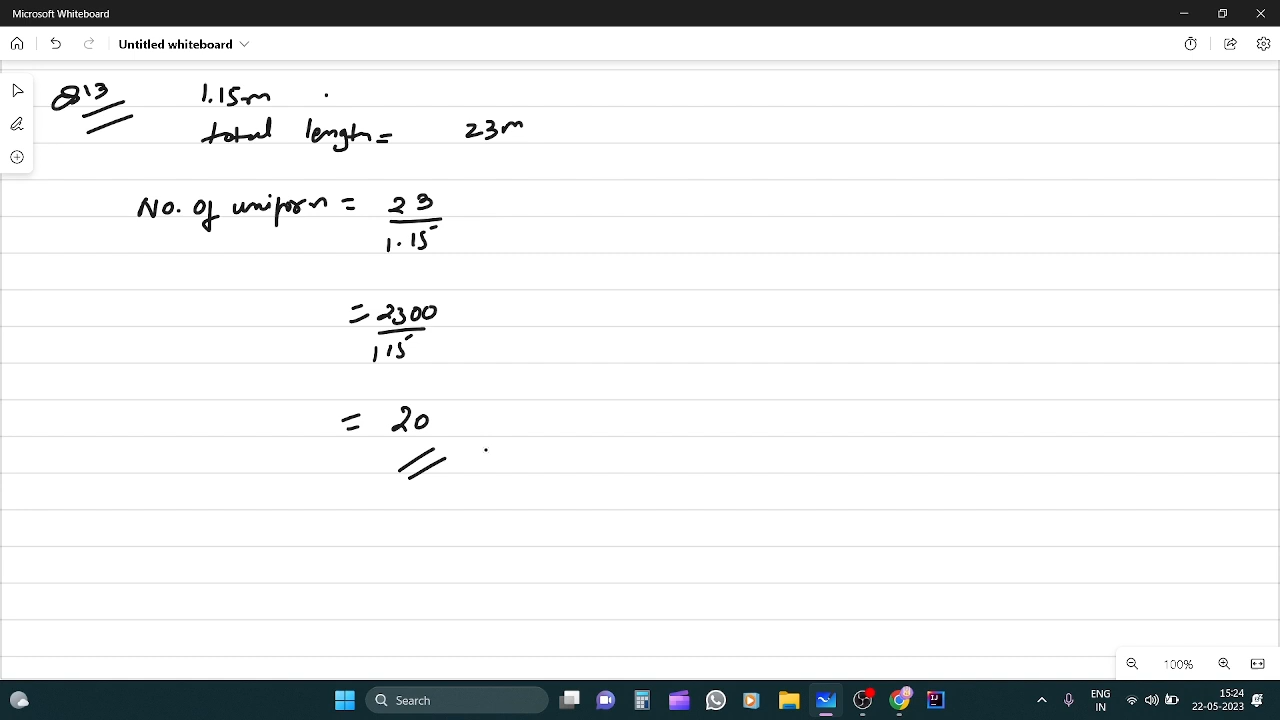 Microsoft Whiteboard
Untitled whiteboard
Q13 1.15m
total length = 23m
No. of uniform = 23
1.15
= 2300
115
= 20
100%
Search
ENG
IN
15:24
22-05-2023